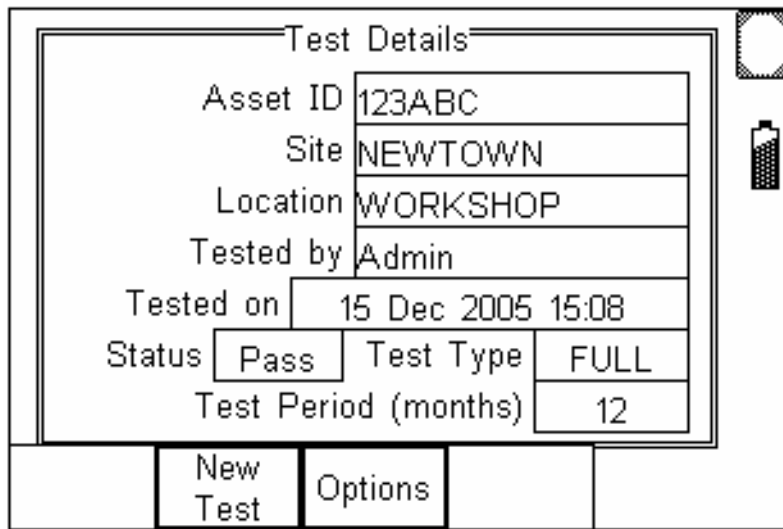 Test Details
Asset ID 123ABC
Site NEWTOWN
Location WORKSHOP
Tested by Admin
Tested on 15 Dec 2005 15:08
Status Pass Test Type FULL
Test Period (months) 12
New
Test
Options